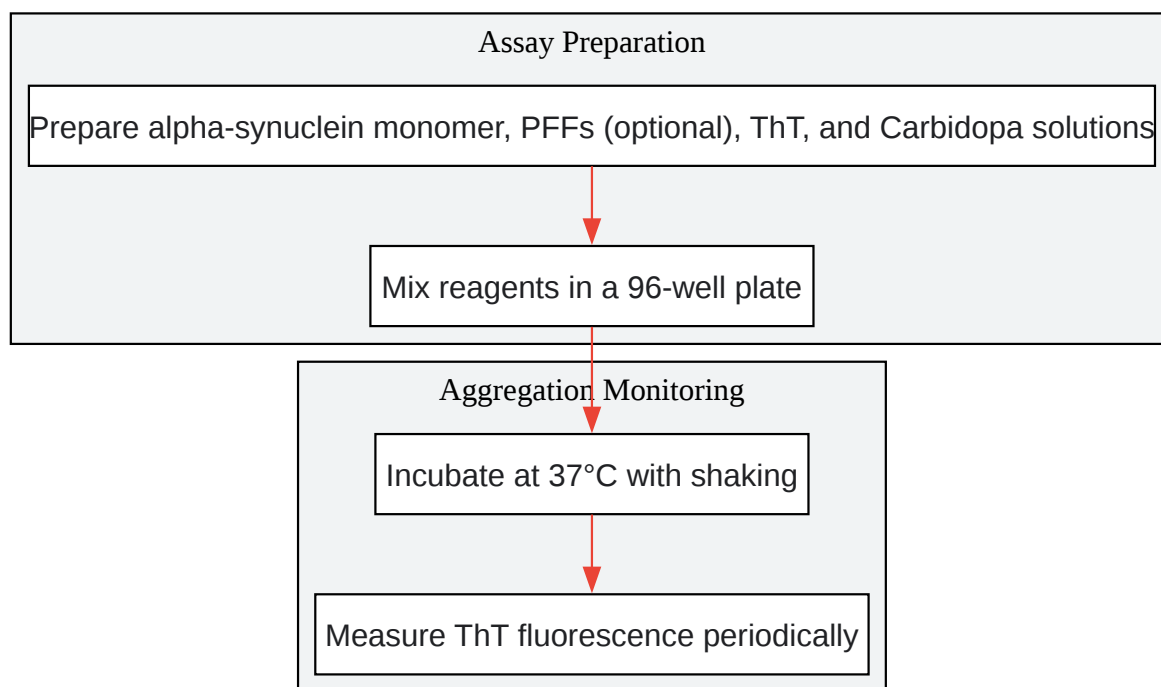 Assay Preparation
Prepare alpha-synuclein monomer, PFFs (optional), ThT, and Carbidopa solutions
Mix reagents in a 96-well plate
Aggregation Monitoring
Incubate at 37°C with shaking
Measure ThT fluorescence periodically